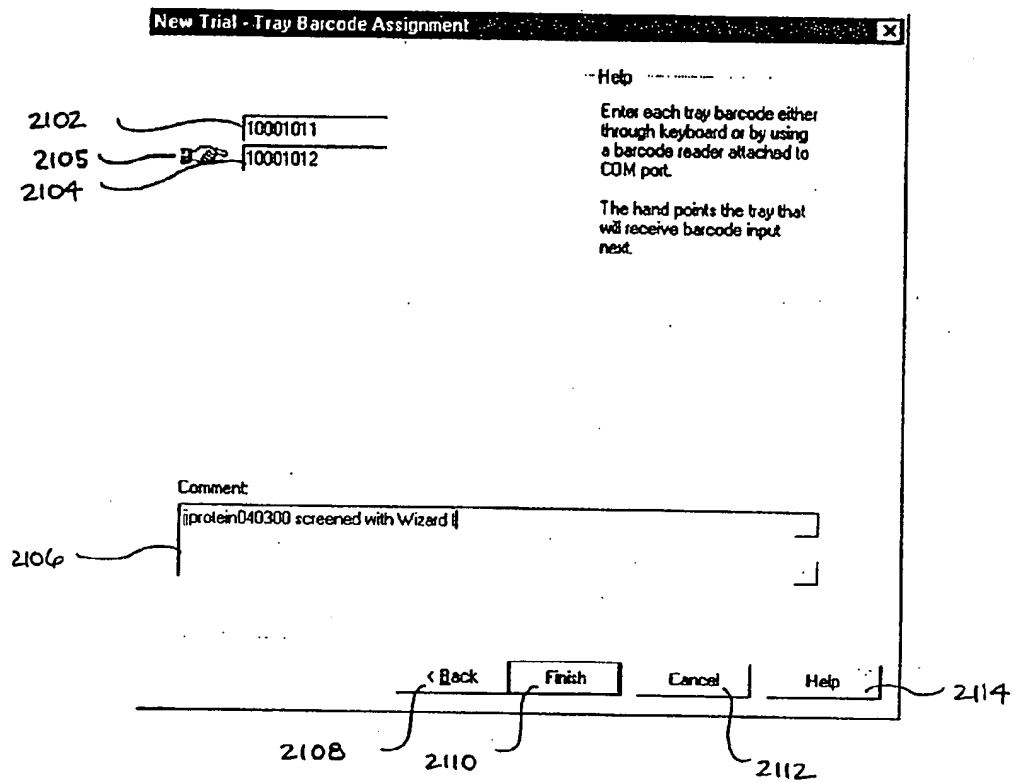 New Trial - Tray Barcode Assignment
Help
2102
10001011
Enter each tray barcode either
through keyboard or by using
a barcode reader attached to
COM port.
2105
10001012
2104
The hand points the tray that
will receive barcode input
next.
Comment:
jjprotein040300 screened with Wizard I
2106
< Back
Finish
Cancel
Help
2114
2108
2110
2112